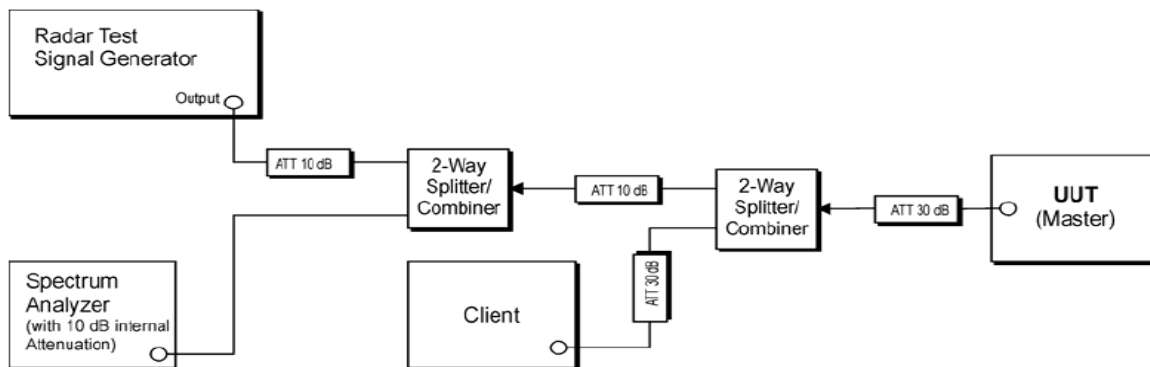 Radar Test
Signal Generator
Output
ATT 10 dB
2-Way
Splitter/
Combiner
ATT 10 dB
2-Way
Splitter/
Combiner
ATT 30 dB
UUT
(Master)
Spectrum
Analyzer
(with 10 dB internal
Attenuation)
Client
ATT 30 dB